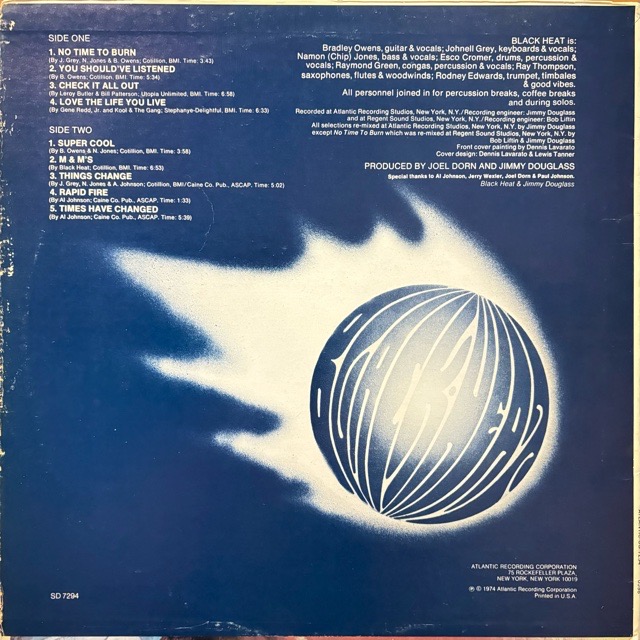 SIDE ONE
1. NO TIME TO BURN
(By J. Grey, N. Jones & B. Owens; Cotillion, BMI. Time: 3:43)
2. YOU SHOULD'VE LISTENED
(By B. Owens; Cotillion, BMI. Time: 5:34)
3. CHECK IT ALL OUT
(By Leroy Butler & Bill Patterson; Utopia Unlimited, BMI. Time: 6:58)
4. LOVE THE LIFE YOU LIVE
(By Gene Redd, Jr. and Kool & The Gang; Stephanye-Delightful, BMI. Time: 6:33)
SIDE TWO
1. SUPER COOL
(By B. Owens & N. Jones; Cotillion, BMI. Time: 3:58)
2. M & M'S
(By Black Heat; Cotillion, BMI. Time: 6:53)
3. THINGS CHANGE
(By J. Grey, N. Jones & A. Johnson; Cotillion, BMI/Caine Co. Pub., ASCAP. Time: 5:02)
4. RAPID FIRE
(By Al Johnson; Caine Co. Pub., ASCAP. Time: 1:33)
5. TIMES HAVE CHANGED
(By Al Johnson; Caine Co. Pub., ASCAP. Time: 5:39)
BLACK HEAT is:
Bradley Owens, guitar & vocals; Johnell Grey, keyboards & vocals;
Namon (Chip) Jones, bass & vocals; Esco Cromer, drums, percussion &
vocals; Raymond Green, congas, percussion & vocals; Ray Thompson,
saxophones, flutes & woodwinds; Rodney Edwards, trumpet, timbales
& good vibes.
All personnel joined in for percussion breaks, coffee breaks
and during solos.
Recorded at Atlantic Recording Studios, New York, N.Y./Recording engineer: Jimmy Douglass
and at Regent Sound Studios, New York, N.Y./Recording engineer: Bob Liftin
All selections re-mixed at Atlantic Recording Studios, New York, N.Y. by Jimmy Douglass
except No Time To Burn which was re-mixed at Regent Sound Studios, New York, N.Y. by
Bob Liftin & Jimmy Douglass
Front cover painting by Dennis Lavarato
Cover design: Dennis Lavarato & Lewis Tanner
PRODUCED BY JOEL DORN AND JIMMY DOUGLASS
Special thanks to Al Johnson, Jerry Wexler, Joel Dorn & Paul Johnson.
Black Heat & Jimmy Douglass
BLACK HEAT
ATLANTIC RECORDING CORPORATION
75 ROCKEFELLER PLAZA,
NEW YORK, NEW YORK 10019
℗ © 1974 Atlantic Recording Corporation
Printed in U.S.A.
SD 7294